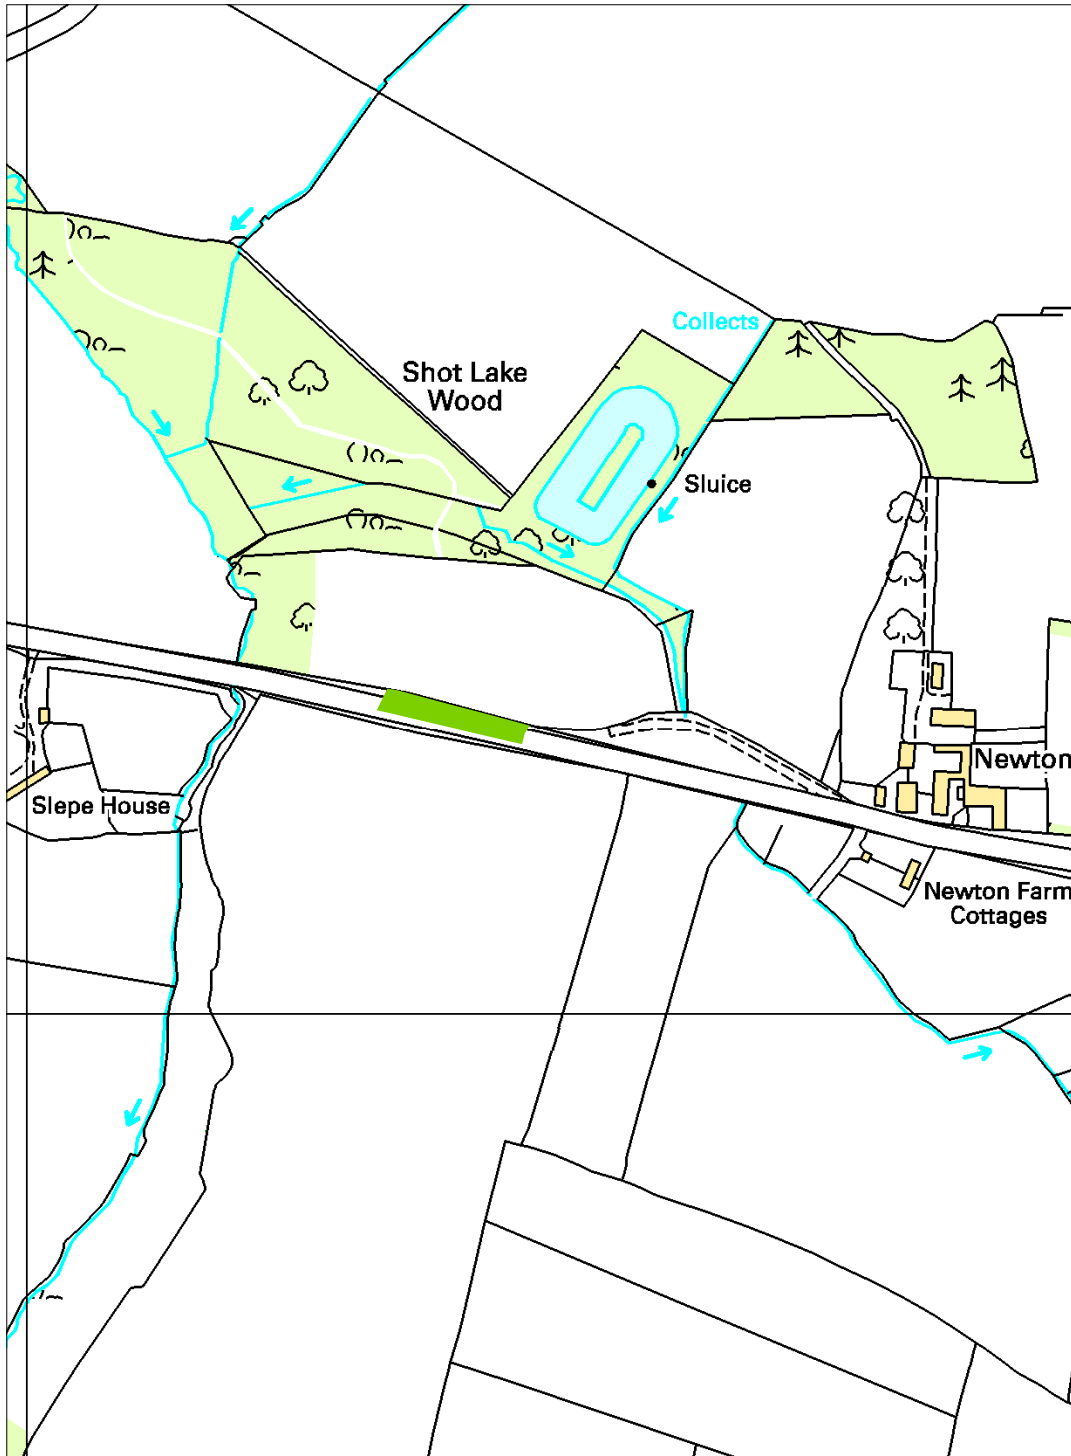 Collects
Shot Lake
Wood
Sluice
Newton
Slepe House
Newton Farm
Cottages